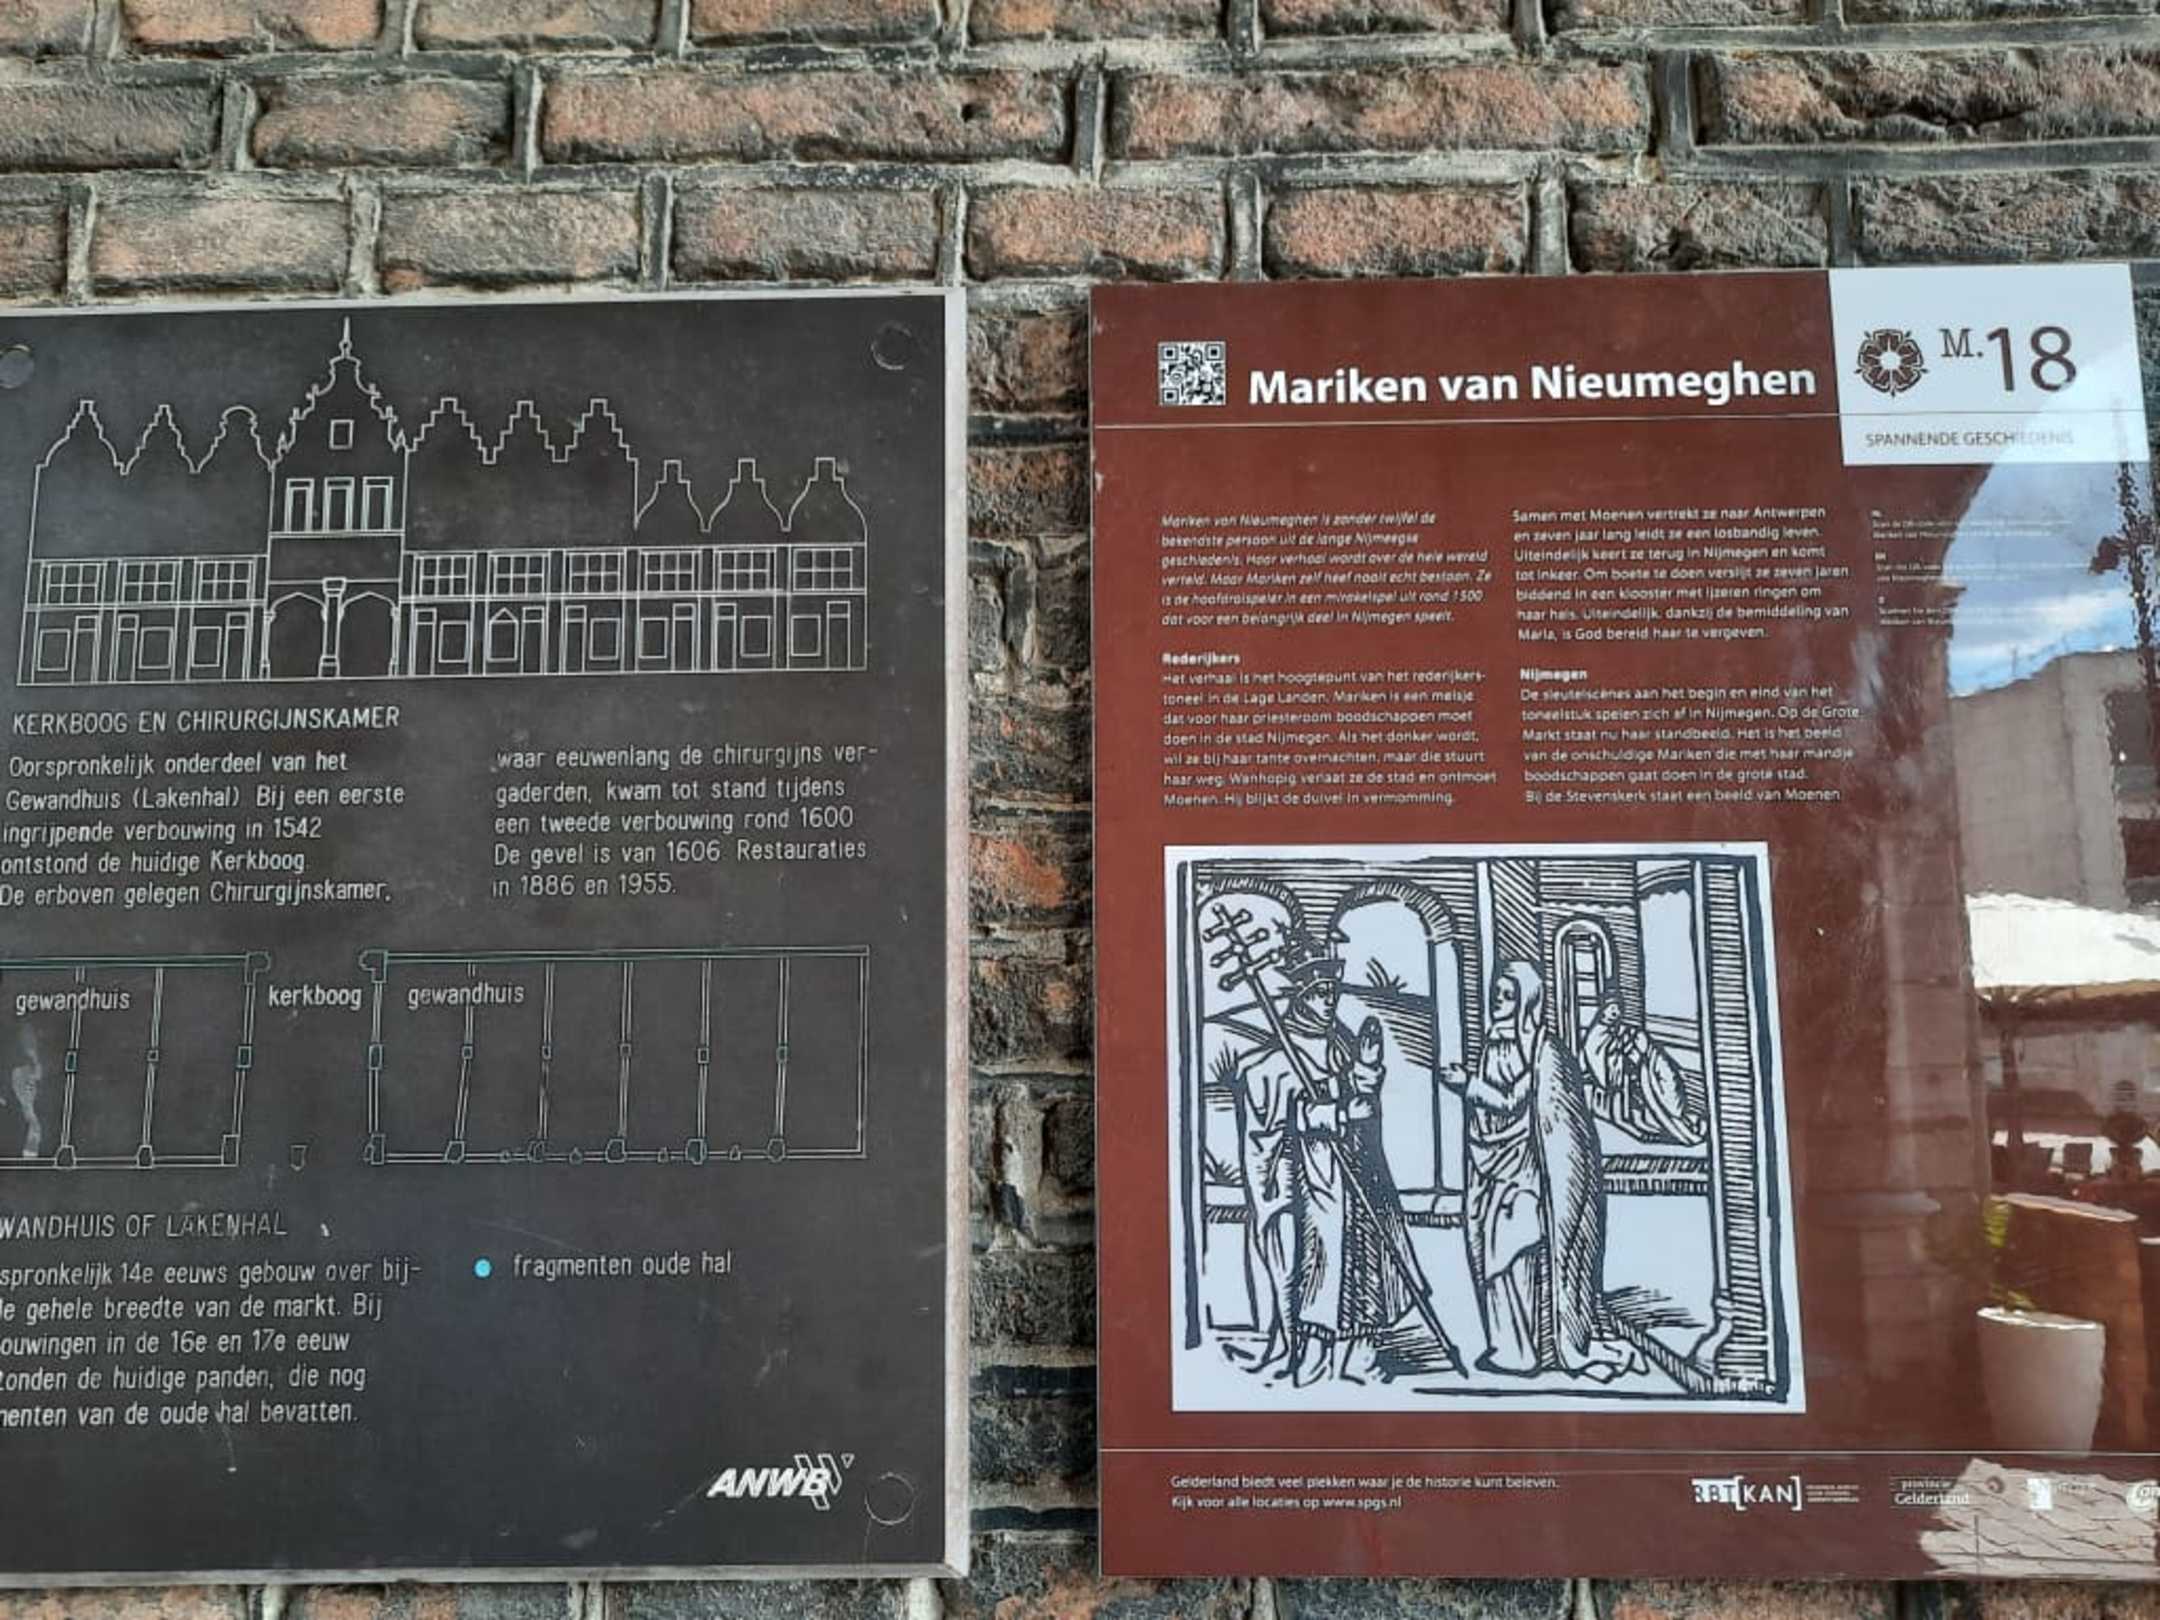 KERKBOOG EN CHIRURGIJNSKAMER
Oorspronkelijk onderdeel van het
Gewandhuis (Lakenhal) Bij een eerste
ingrijpende verbouwing in 1542
ontstond de huidige Kerkboog.
De erboven gelegen Chirurgijnskamer,
waar eeuwenlang de chirurgijns ver-
gaderden, kwam tot stand tijdens
een tweede verbouwing rond 1600
De gevel is van 1606 Restauraties
in 1886 en 1955.
gewandhuis
kerkboog
gewandhuis
WANDHUIS OF LAKENHAL
spronkelijk 14e eeuws gebouw over bij-
le gehele breedte van de markt. Bij
ouwingen in de 16e en 17e eeuw
tonden de huidige panden, die nog
menten van de oude hal bevatten.
fragmenten oude hal
ANWB
Mariken van Nieumeghen
M.18
SPANNENDE GESCHIEDENIS
Mariken van Nieumeghen is zonder twijfel de
bekendste persoon uit de lange Nijmeegse
geschiedenis. Haar verhaal wordt over de hele wereld
verteld. Maar Mariken zelf heef nooit echt bestaan. Ze
is de hoofdrolspeler in een mirakelspel uit rond 1500
dat voor een belangrijk deel in Nijmegen speelt.
Rederijkers
Het verhaal is het hoogtepunt van het rederijkers-
toneel in de Lage Landen. Mariken is een meisje
dat voor haar priesteroom boodschappen moet
doen in de stad Nijmegen. Als het donker wordt,
wil ze bij haar tante overnachten, maar die stuurt
haar weg. Wanhopig verlaat ze de stad en ontmoet
Moenen. Hij blijkt de duivel in vermomming.
Samen met Moenen vertrekt ze naar Antwerpen
en zeven jaar lang leidt ze een losbandig leven.
Uiteindelijk keert ze terug in Nijmegen en komt
tot inkeer. Om boete te doen verslijt ze zeven jaren
biddend in een klooster met ijzeren ringen om
haar hals. Uiteindelijk, dankzij de bemiddeling van
Maria, is God bereid haar te vergeven.
Nijmegen
De sleutelscenes aan het begin en eind van het
toneelstuk spelen zich af in Nijmegen. Op de Grote
Markt staat nu haar standbeeld. Het is het beeld
van de onschuldige Mariken die met haar mandje
boodschappen gaat doen in de grote stad.
Bij de Stevenskerk staat een beeld van Moenen
Gelderland biedt veel plekken waar je de historie kunt beleven.
Kijk voor alle locaties op www.spgs.nl
RBT[KAN]
provincie
Gelderland